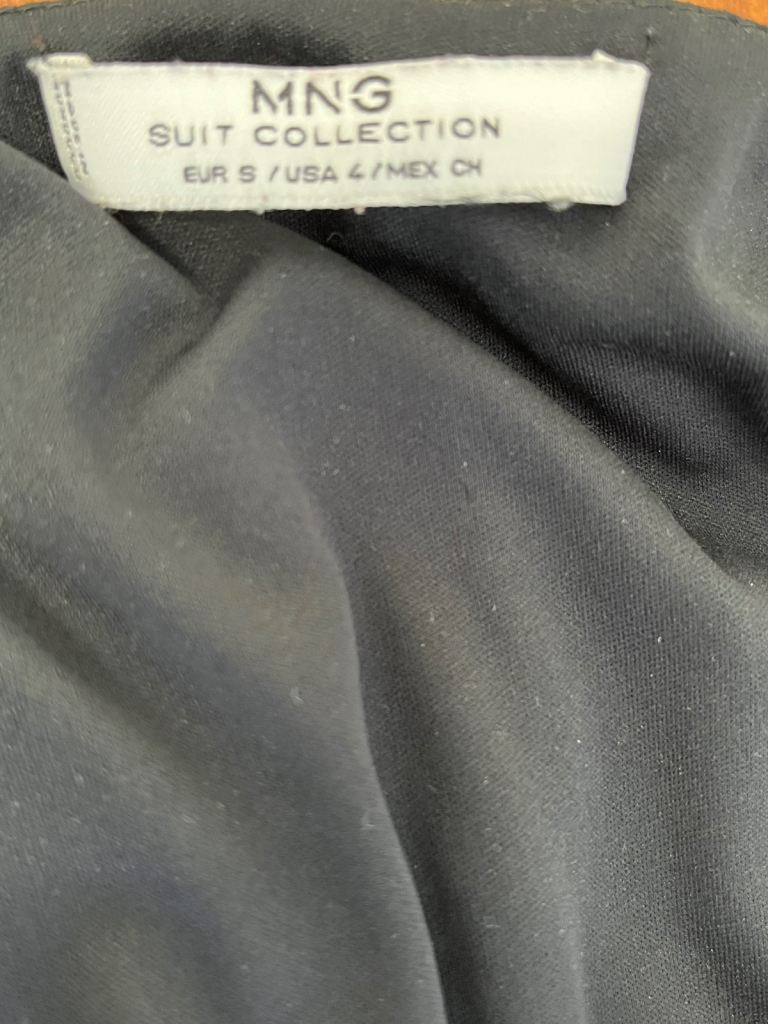 MNG
SUIT COLLECTION
EUR S / USA 4 / MEX CH